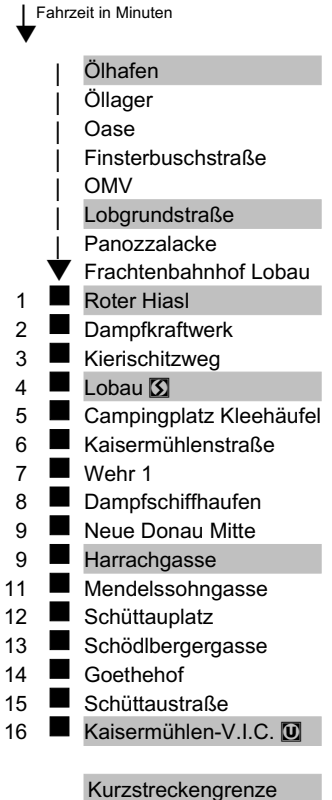 Fahrzeit in Minuten
Ölhafen
Öllager
Oase
Finsterbuschstraße
OMV
Lobgrundstraße
Panozzalacke
Frachtenbahnhof Lobau
1 Roter Hiasl
2 Dampfkraftwerk
3 Kierischitzweg
4 Lobau S
5 Campingplatz Kleehäufel
6 Kaisermühlenstraße
7 Wehr 1
8 Dampfschiffhaufen
9 Neue Donau Mitte
9 Harrachgasse
11 Mendelssohngasse
12 Schüttauplatz
13 Schödlbergergasse
14 Goethehof
15 Schüttaustraße
16 Kaisermühlen-V.I.C. U
Kurzstreckengrenze